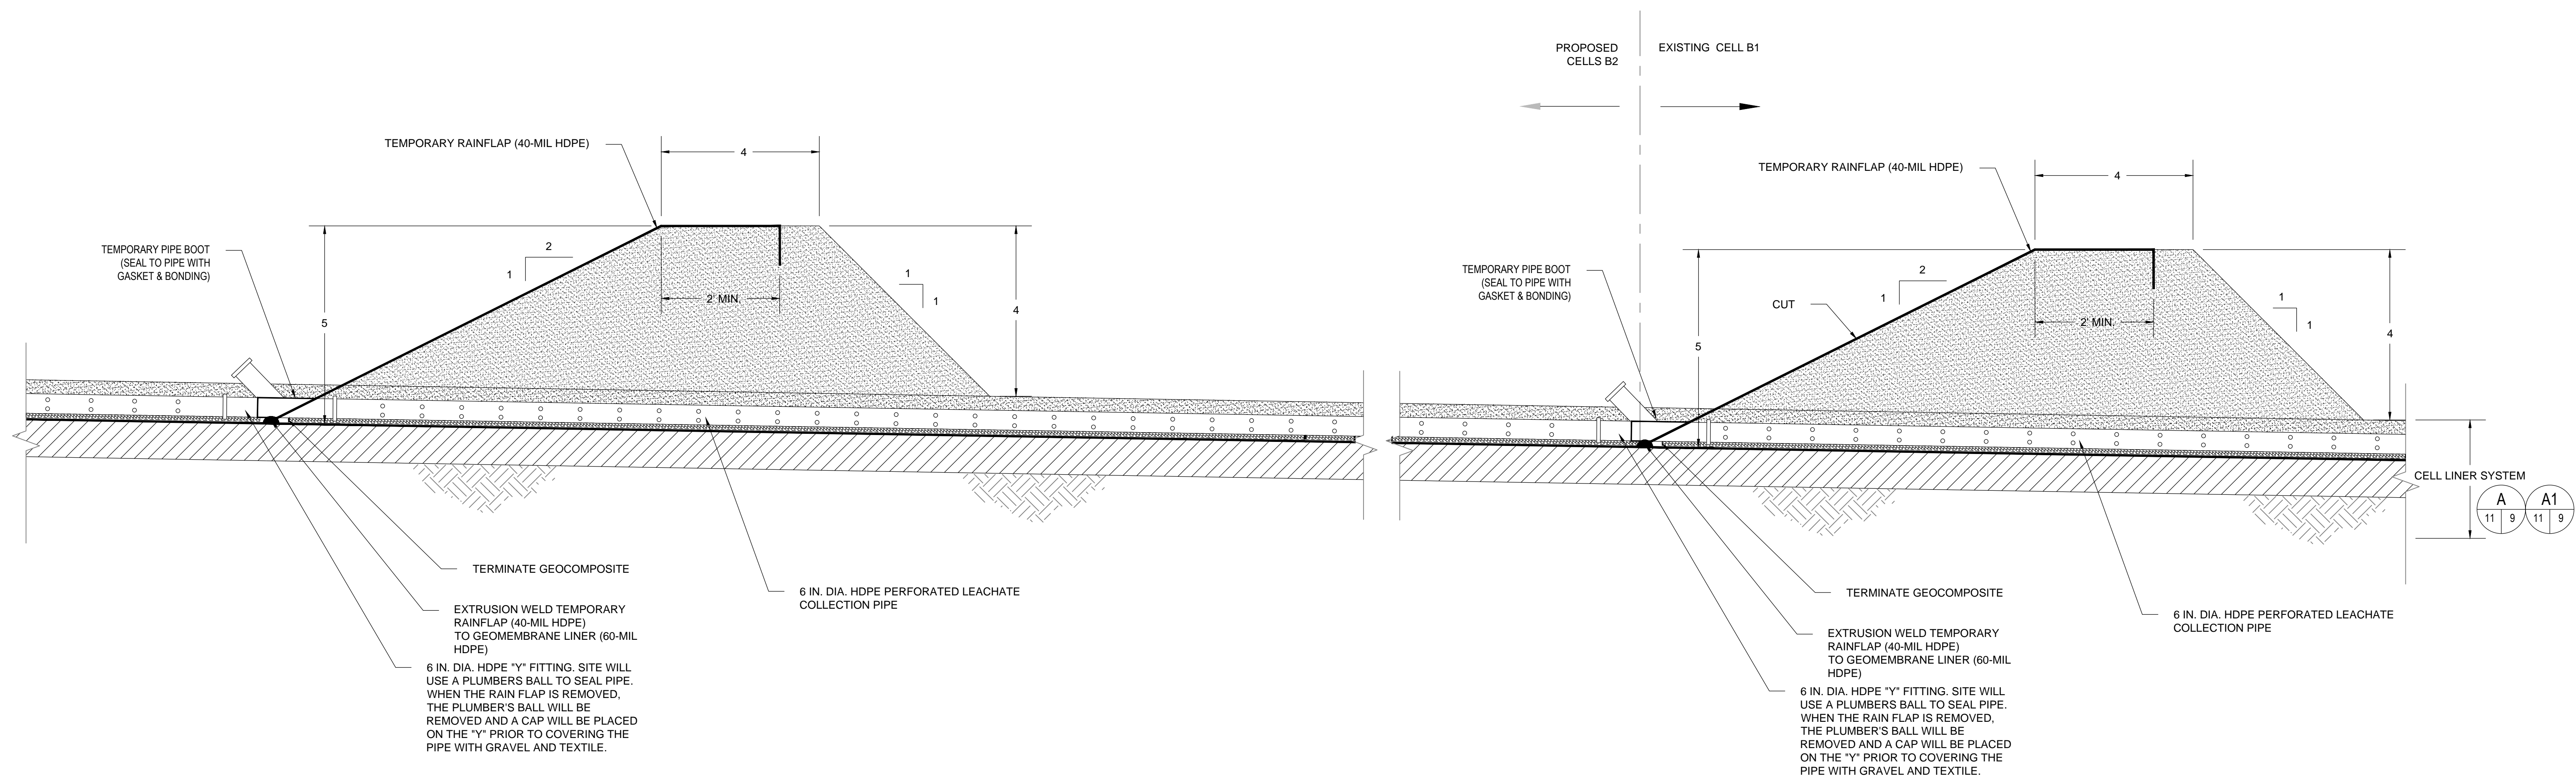 PROPOSED
CELLS B2
EXISTING CELL B1
TEMPORARY RAINFLAP (40-MIL HDPE)
4
TEMPORARY PIPE BOOT
(SEAL TO PIPE WITH
GASKET & BONDING)
2
1
5
2' MIN.
1
1
4
TERMINATE GEOCOMPOSITE
EXTRUSION WELD TEMPORARY
RAINFLAP (40-MIL HDPE)
TO GEOMEMBRANE LINER (60-MIL
HDPE)
6 IN. DIA. HDPE "Y" FITTING. SITE WILL
USE A PLUMBERS BALL TO SEAL PIPE.
WHEN THE RAIN FLAP IS REMOVED,
THE PLUMBER'S BALL WILL BE
REMOVED AND A CAP WILL BE PLACED
ON THE "Y" PRIOR TO COVERING THE
PIPE WITH GRAVEL AND TEXTILE.
6 IN. DIA. HDPE PERFORATED LEACHATE
COLLECTION PIPE
TEMPORARY RAINFLAP (40-MIL HDPE)
4
TEMPORARY PIPE BOOT
(SEAL TO PIPE WITH
GASKET & BONDING)
2
1
CUT
5
2' MIN.
1
1
4
CELL LINER SYSTEM
A
11 9
A1
11 9
TERMINATE GEOCOMPOSITE
EXTRUSION WELD TEMPORARY
RAINFLAP (40-MIL HDPE)
TO GEOMEMBRANE LINER (60-MIL
HDPE)
6 IN. DIA. HDPE "Y" FITTING. SITE WILL
USE A PLUMBERS BALL TO SEAL PIPE.
WHEN THE RAIN FLAP IS REMOVED,
THE PLUMBER'S BALL WILL BE
REMOVED AND A CAP WILL BE PLACED
ON THE "Y" PRIOR TO COVERING THE
PIPE WITH GRAVEL AND TEXTILE.
6 IN. DIA. HDPE PERFORATED LEACHATE
COLLECTION PIPE